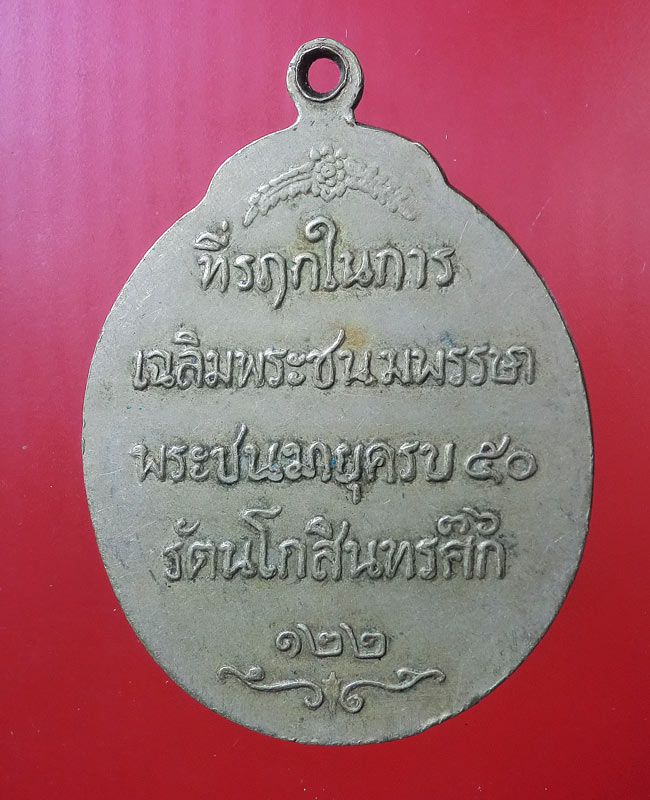 ที่รฦกในการ
เฉลิมพระชนมพรรษา
พระชนมายุครบ ๕๐
รัตนโกสินทรศ๊ก๖
๑๒๒